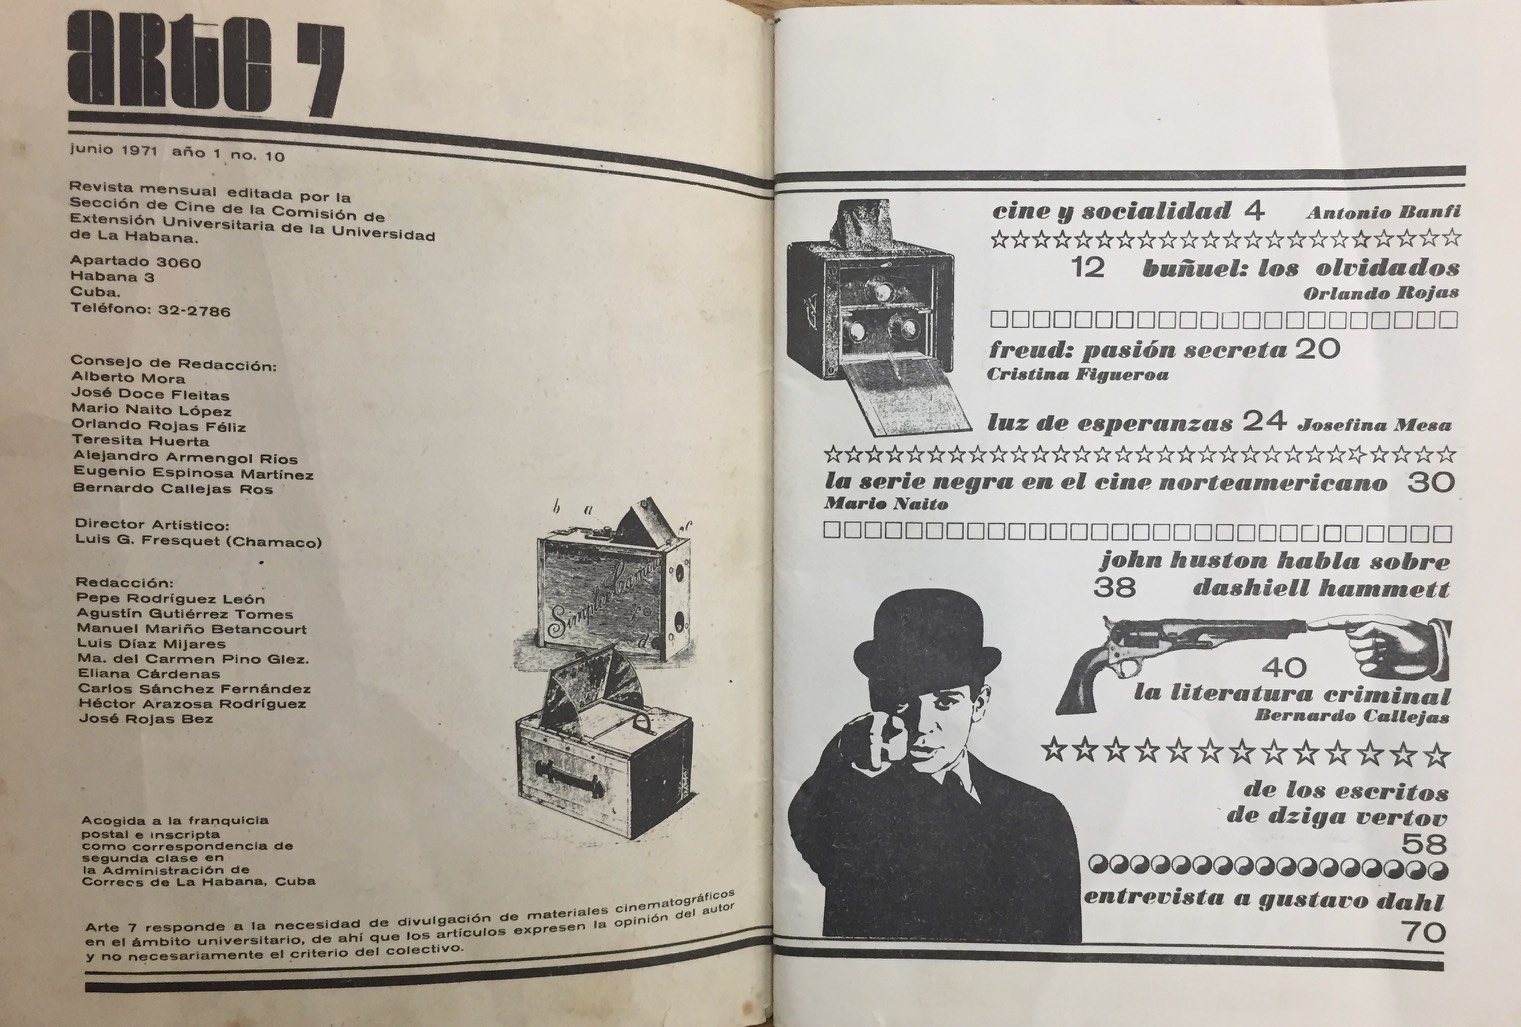 arte 7
junio 1971 año 1 no. 10
Revista mensual editada por la
Sección de Cine de la Comisión de
Extensión Universitaria de la Universidad
de La Habana.
Apartado 3060
Habana 3
Cuba.
Teléfono: 32-2786
Consejo de Redacción:
Alberto Mora
José Doce Fleitas
Mario Naito López
Orlando Rojas Féliz
Teresita Huerta
Alejandro Armengol Ríos
Eugenio Espinosa Martínez
Bernardo Callejas Ros
Director Artístico:
Luis G. Fresquet (Chamaco)
Redacción:
Pepe Rodríguez León
Agustín Gutiérrez Tomes
Manuel Mariño Betancourt
Luis Díaz Mijares
Ma. del Carmen Pino Glez.
Eliana Cárdenas
Carlos Sánchez Fernández
Héctor Arazosa Rodríguez
José Rojas Bez
b a c
d
Acogida a la franquicia
postal e inscripta
como correspondencia de
segunda clase en
la Administración de
Correos de La Habana, Cuba
Arte 7 responde a la necesidad de divulgación de materiales cinematográficos
en el ámbito universitario, de ahí que los artículos expresen la opinión del autor
y no necesariamente el criterio del colectivo.
cine y socialidad 4 Antonio Banfi
12 buñuel: los olvidados
Orlando Rojas
freud: pasión secreta 20
Cristina Figueroa
luz de esperanzas 24 Josefina Mesa
la serie negra en el cine norteamericano 30
Mario Naito
john huston habla sobre
38 dashiell hammett
40
la literatura criminal
Bernardo Callejas
de los escritos
de dziga vertov
58
entrevista a gustavo dahl
70